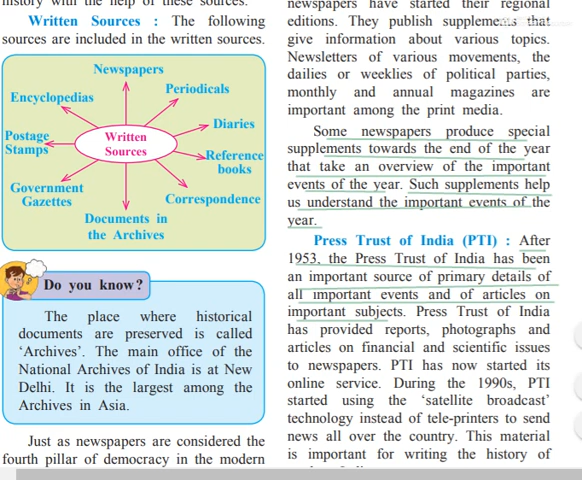 history with the help of these sources.
Written Sources : The following
sources are included in the written sources.
Newspapers
Encyclopedias
Periodicals
Diaries
Postage
Stamps
Written
Sources
Reference
books
Government
Gazettes
Correspondence
Documents in
the Archives
Do you know?
The place where historical
documents are preserved is called
‘Archives’. The main office of the
National Archives of India is at New
Delhi. It is the largest among the
Archives in Asia.
Just as newspapers are considered the
fourth pillar of democracy in the modern
newspapers have started their regional
editions. They publish supplements that
give information about various topics.
Newsletters of various movements, the
dailies or weeklies of political parties,
monthly and annual magazines are
important among the print media.
Some newspapers produce special
supplements towards the end of the year
that take an overview of the important
events of the year. Such supplements help
us understand the important events of the
year.
Press Trust of India (PTI) : After
1953, the Press Trust of India has been
an important source of primary details of
all important events and of articles on
important subjects. Press Trust of India
has provided reports, photographs and
articles on financial and scientific issues
to newspapers. PTI has now started its
online service. During the 1990s, PTI
started using the ‘satellite broadcast’
technology instead of tele-printers to send
news all over the country. This material
is important for writing the history of